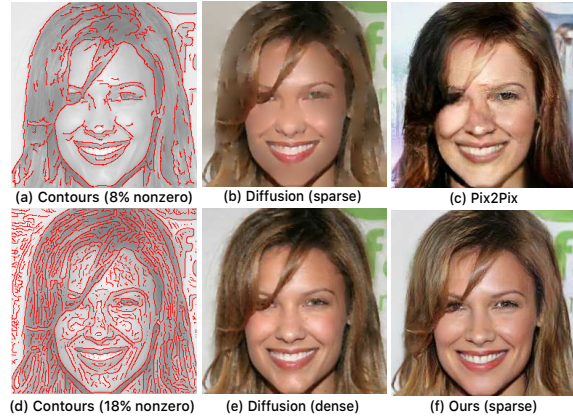 (a) Contours (8% nonzero)
(b) Diffusion (sparse)
(c) Pix2Pix
(d) Contours (18% nonzero)
(e) Diffusion (dense)
(f) Ours (sparse)